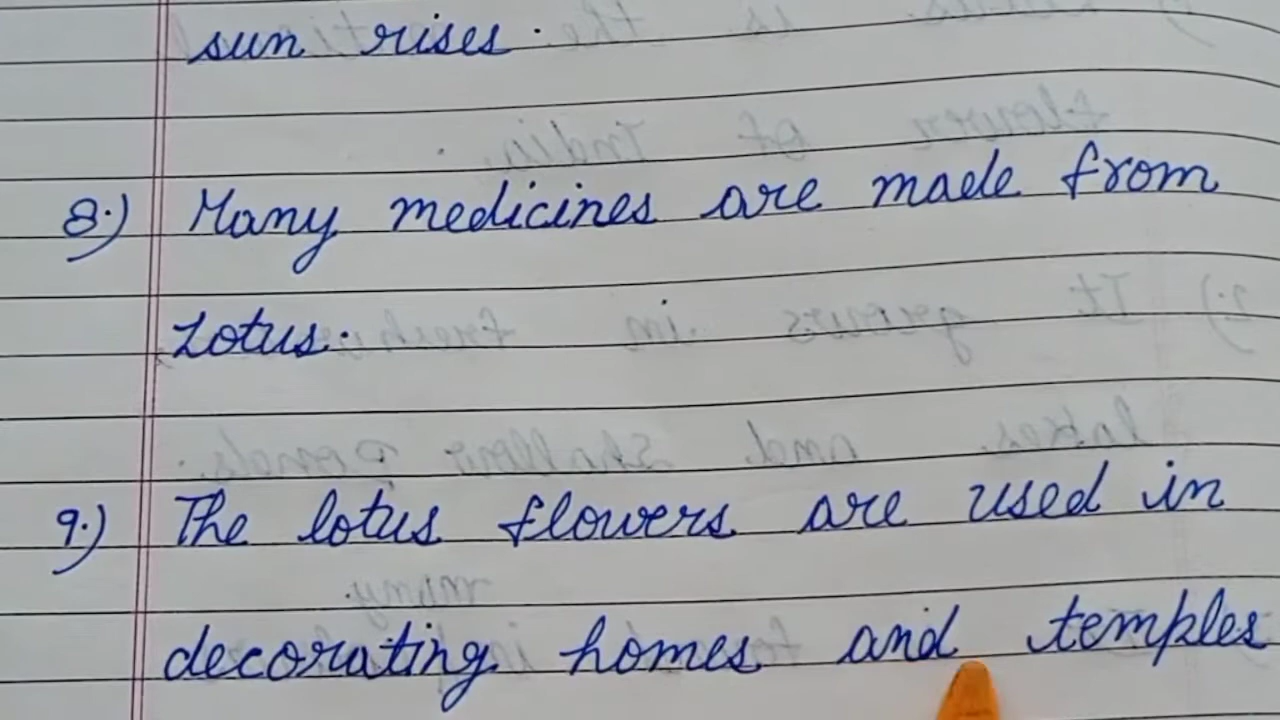 sun rises.
8.) Many medicines are made from
Lotus.
9.) The lotus flowers are used in
decorating homes and temples